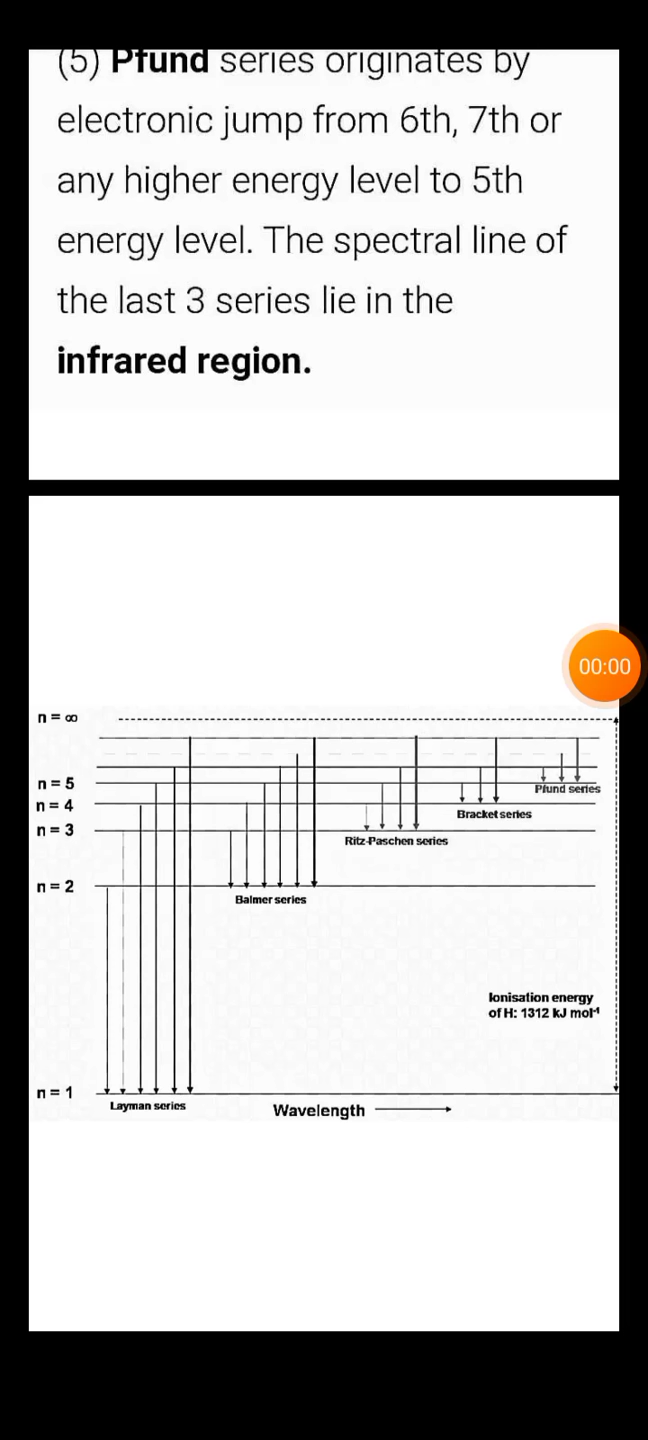 (5) Pfund series originates by
electronic jump from 6th, 7th or
any higher energy level to 5th
energy level. The spectral line of
the last 3 series lie in the
infrared region.
00:00
n = ∞
n = 5
Pfund series
n = 4
Bracket series
n = 3
Ritz-Paschen series
n = 2
Balmer series
Ionisation energy
of H: 1312 kJ mol⁻¹
n = 1
Layman series
Wavelength